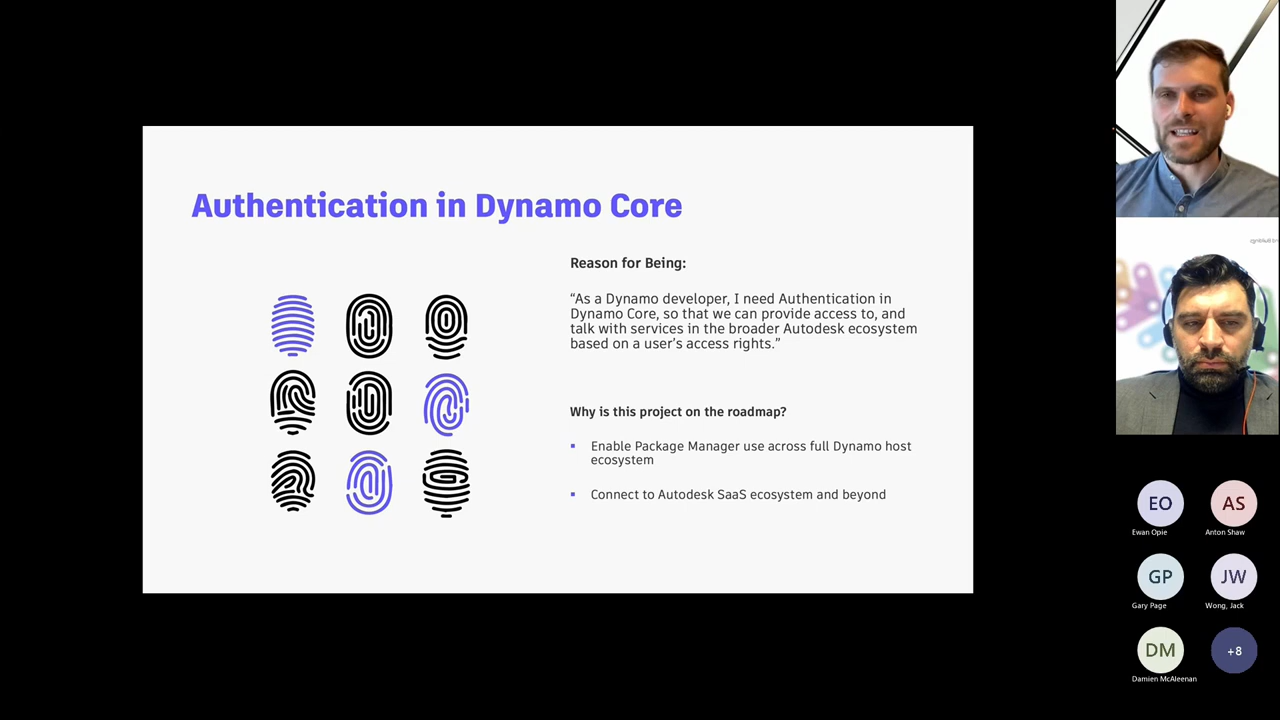 Authentication in Dynamo Core
Reason for Being:
“As a Dynamo developer, I need Authentication in
Dynamo Core, so that we can provide access to, and
talk with services in the broader Autodesk ecosystem
based on a user’s access rights.”
Why is this project on the roadmap?
▪ Enable Package Manager use across full Dynamo host
ecosystem
▪ Connect to Autodesk SaaS ecosystem and beyond
EO
Ewan Opie
AS
Anton Shaw
GP
Gary Page
JW
Wong, Jack
DM
Damien McAleenan
+8